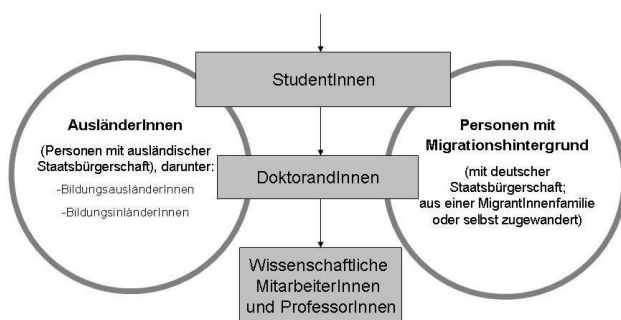 StudentInnen
AusländerInnen
(Personen mit ausländischer
Staatsbürgerschaft), darunter:
-BildungsausländerInnen
-BildungsinländerInnen
DoktorandInnen
Personen mit
Migrationshintergrund
(mit deutscher
Staatsbürgerschaft;
aus einer MigrantInnenfamilie
oder selbst zugewandert)
Wissenschaftliche
MitarbeiterInnen
und ProfessorInnen